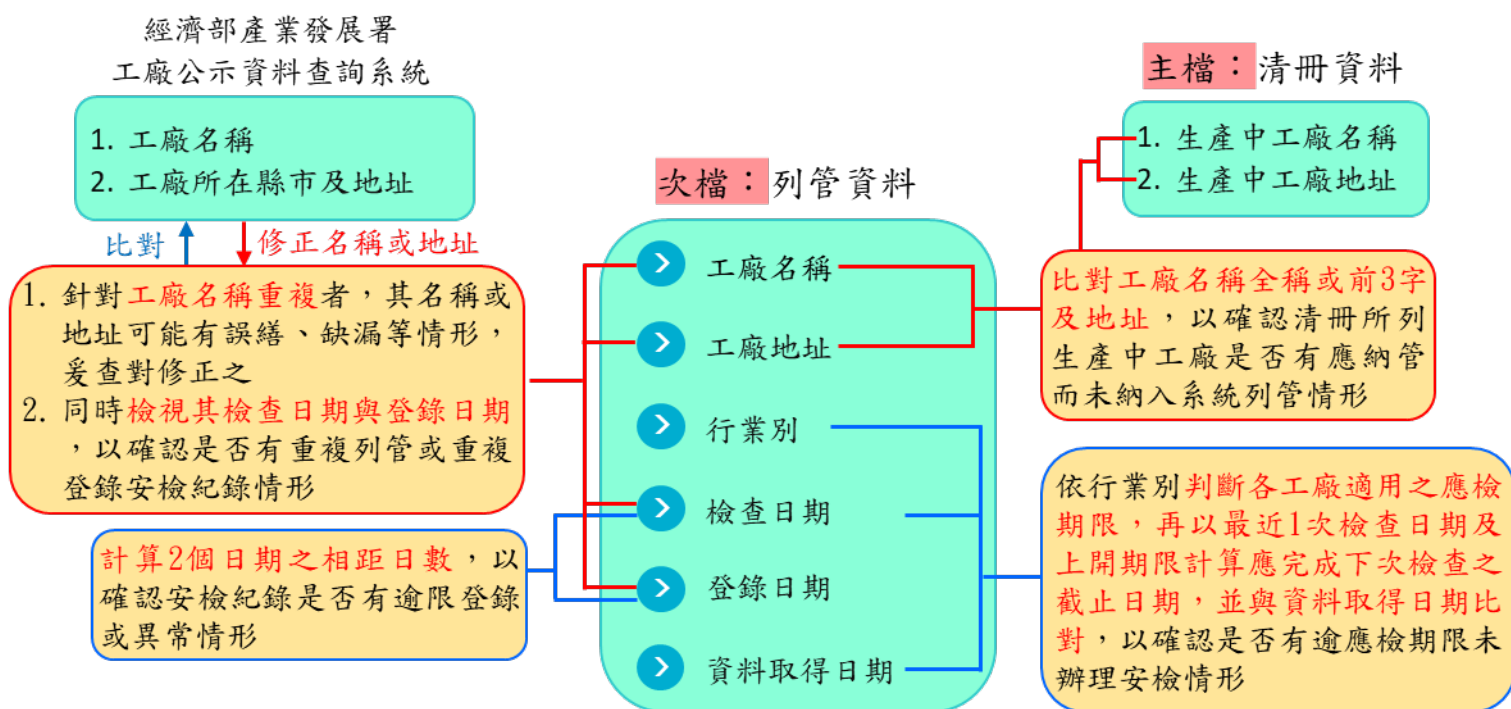 經濟部產業發展署
工廠公示資料查詢系統
1. 工廠名稱
2. 工廠所在縣市及地址
比對
修正名稱或地址
1. 針對工廠名稱重複者，其名稱或
地址可能有誤繕、缺漏等情形，
爰查對修正之
2. 同時檢視其檢查日期與登錄日期
，以確認是否有重複列管或重複
登錄安檢紀錄情形
計算2個日期之相距日數，以
確認安檢紀錄是否有逾限登錄
或異常情形
次檔：列管資料
工廠名稱
工廠地址
行業別
檢查日期
登錄日期
資料取得日期
主檔：清冊資料
1. 生產中工廠名稱
2. 生產中工廠地址
比對工廠名稱全稱或前3字
及地址，以確認清冊所列
生產中工廠是否有應納管
而未納入系統列管情形
依行業別判斷各工廠適用之應檢
期限，再以最近1次檢查日期及
上開期限計算應完成下次檢查之
截止日期，並與資料取得日期比
對，以確認是否有逾應檢期限未
辦理安檢情形